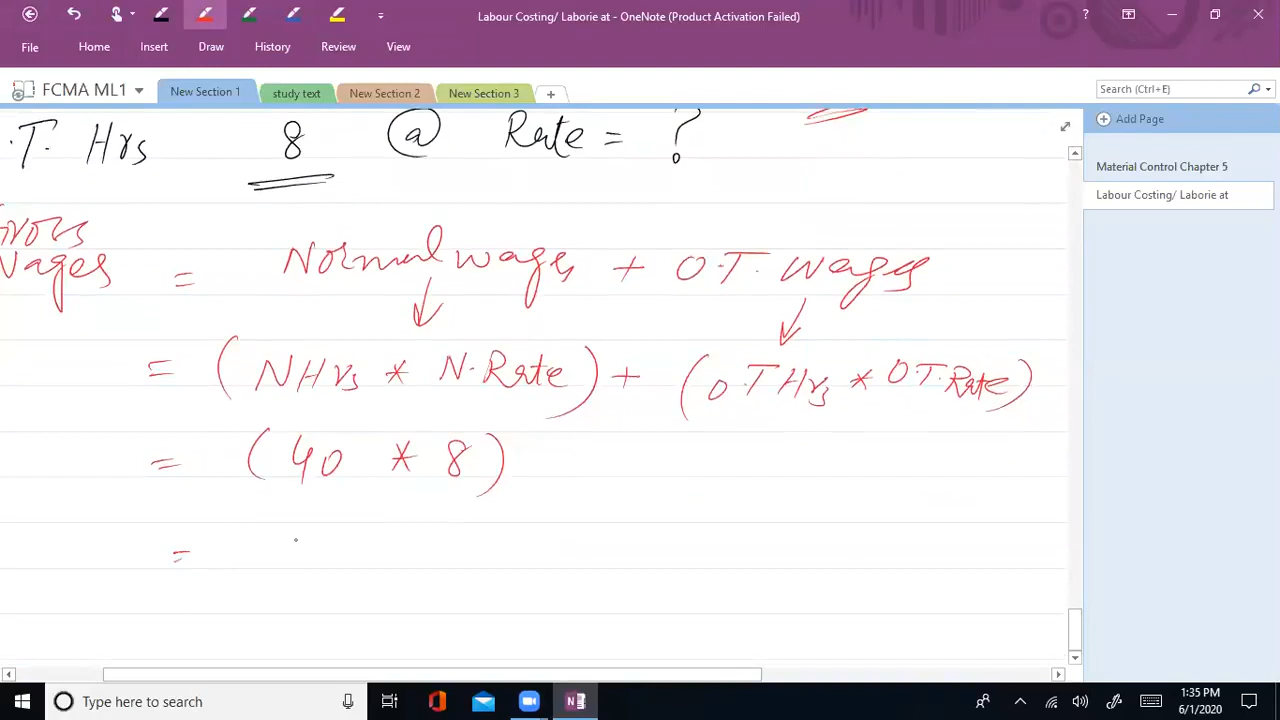 Labour Costing/ Laborie at - OneNote (Product Activation Failed)
File Home Insert Draw History Review View
FCMA ML1 New Section 1 study text New Section 2 New Section 3
Search (Ctrl+E)
Add Page
Material Control Chapter 5
Labour Costing/ Laborie at
.T. Hrs 8 @ Rate = ?
= Normal wages + O.T. wages
= (NHrs * N.Rate) + (O.T Hrs * O.T.Rate)
= (40 * 8)
=
Type here to search
1:35 PM
6/1/2020